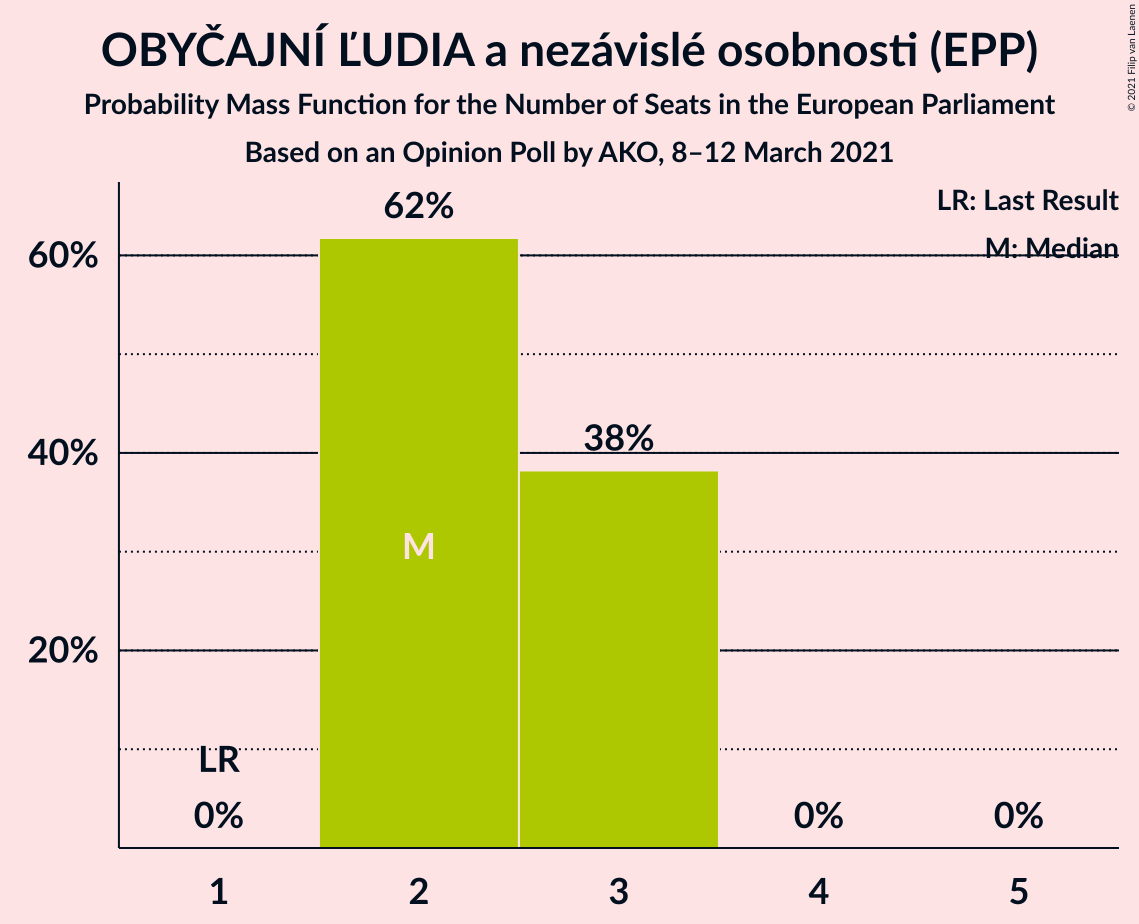 OBYČAJNÍ ĽUDIA a nezávislé osobnosti (EPP)
Probability Mass Function for the Number of Seats in the European Parliament
Based on an Opinion Poll by AKO, 8–12 March 2021
© 2021 Filip van Laenen
LR: Last Result
M: Median
62%
60%
38%
40%
M
20%
LR
0%
0%
0%
1
2
3
4
5